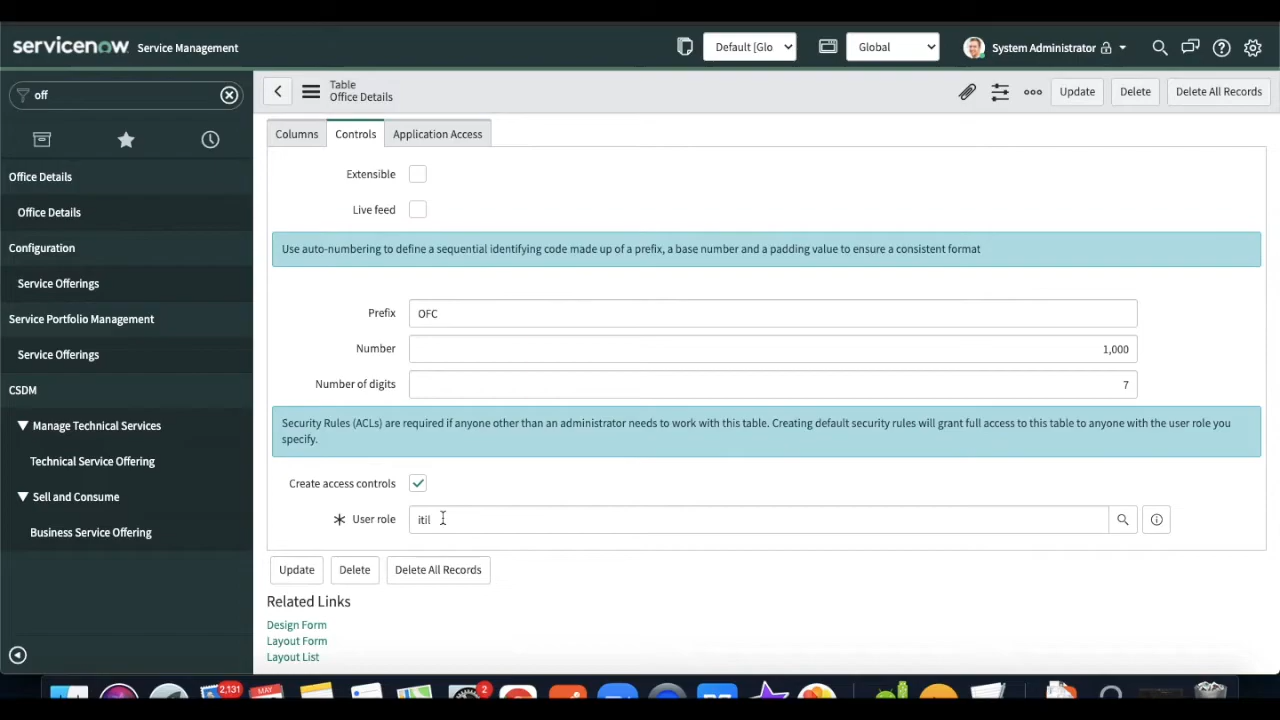 servicenow Service Management
Default [Glo
Global
System Administrator
off
Table
Office Details
Update
Delete
Delete All Records
Columns
Controls
Application Access
Office Details
Office Details
Configuration
Service Offerings
Service Portfolio Management
Service Offerings
CSDM
Manage Technical Services
Technical Service Offering
Sell and Consume
Business Service Offering
Extensible
Live feed
Use auto-numbering to define a sequential identifying code made up of a prefix, a base number and a padding value to ensure a consistent format
Prefix OFC
Number 1,000
Number of digits 7
Security Rules (ACLs) are required if anyone other than an administrator needs to work with this table. Creating default security rules will grant full access to this table to anyone with the user role you
specify.
Create access controls
User role itil
Update
Delete
Delete All Records
Related Links
Design Form
Layout Form
Layout List
2,131
MAY
2